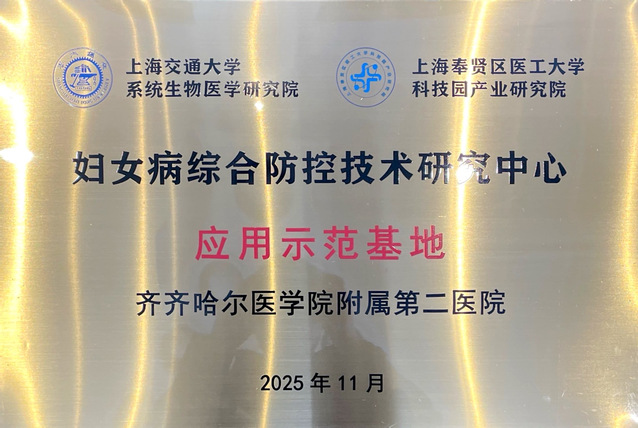 上海交通大学
系统生物医学研究院
上海奉贤区医工大学
科技园产业研究院
妇女病综合防控技术研究中心
应用示范基地
齐齐哈尔医学院附属第二医院
2025年11月